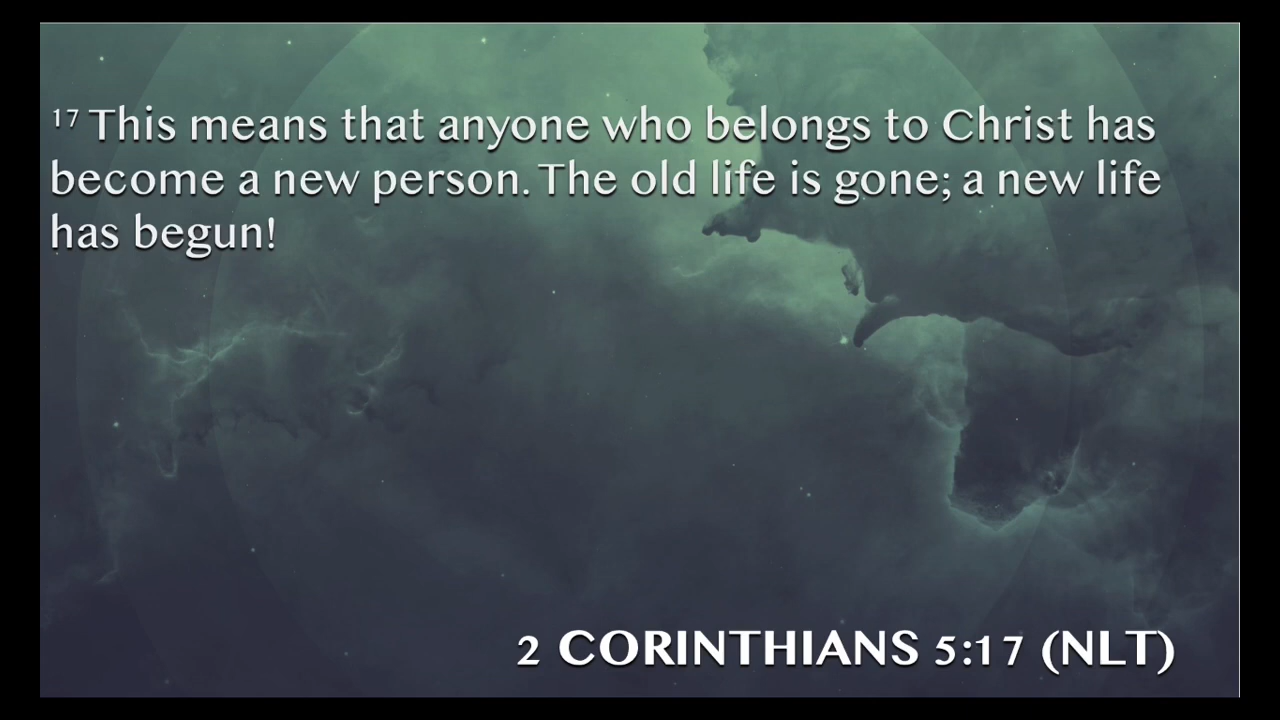 ¹⁷ This means that anyone who belongs to Christ has
become a new person. The old life is gone; a new life
has begun!
2 CORINTHIANS 5:17 (NLT)